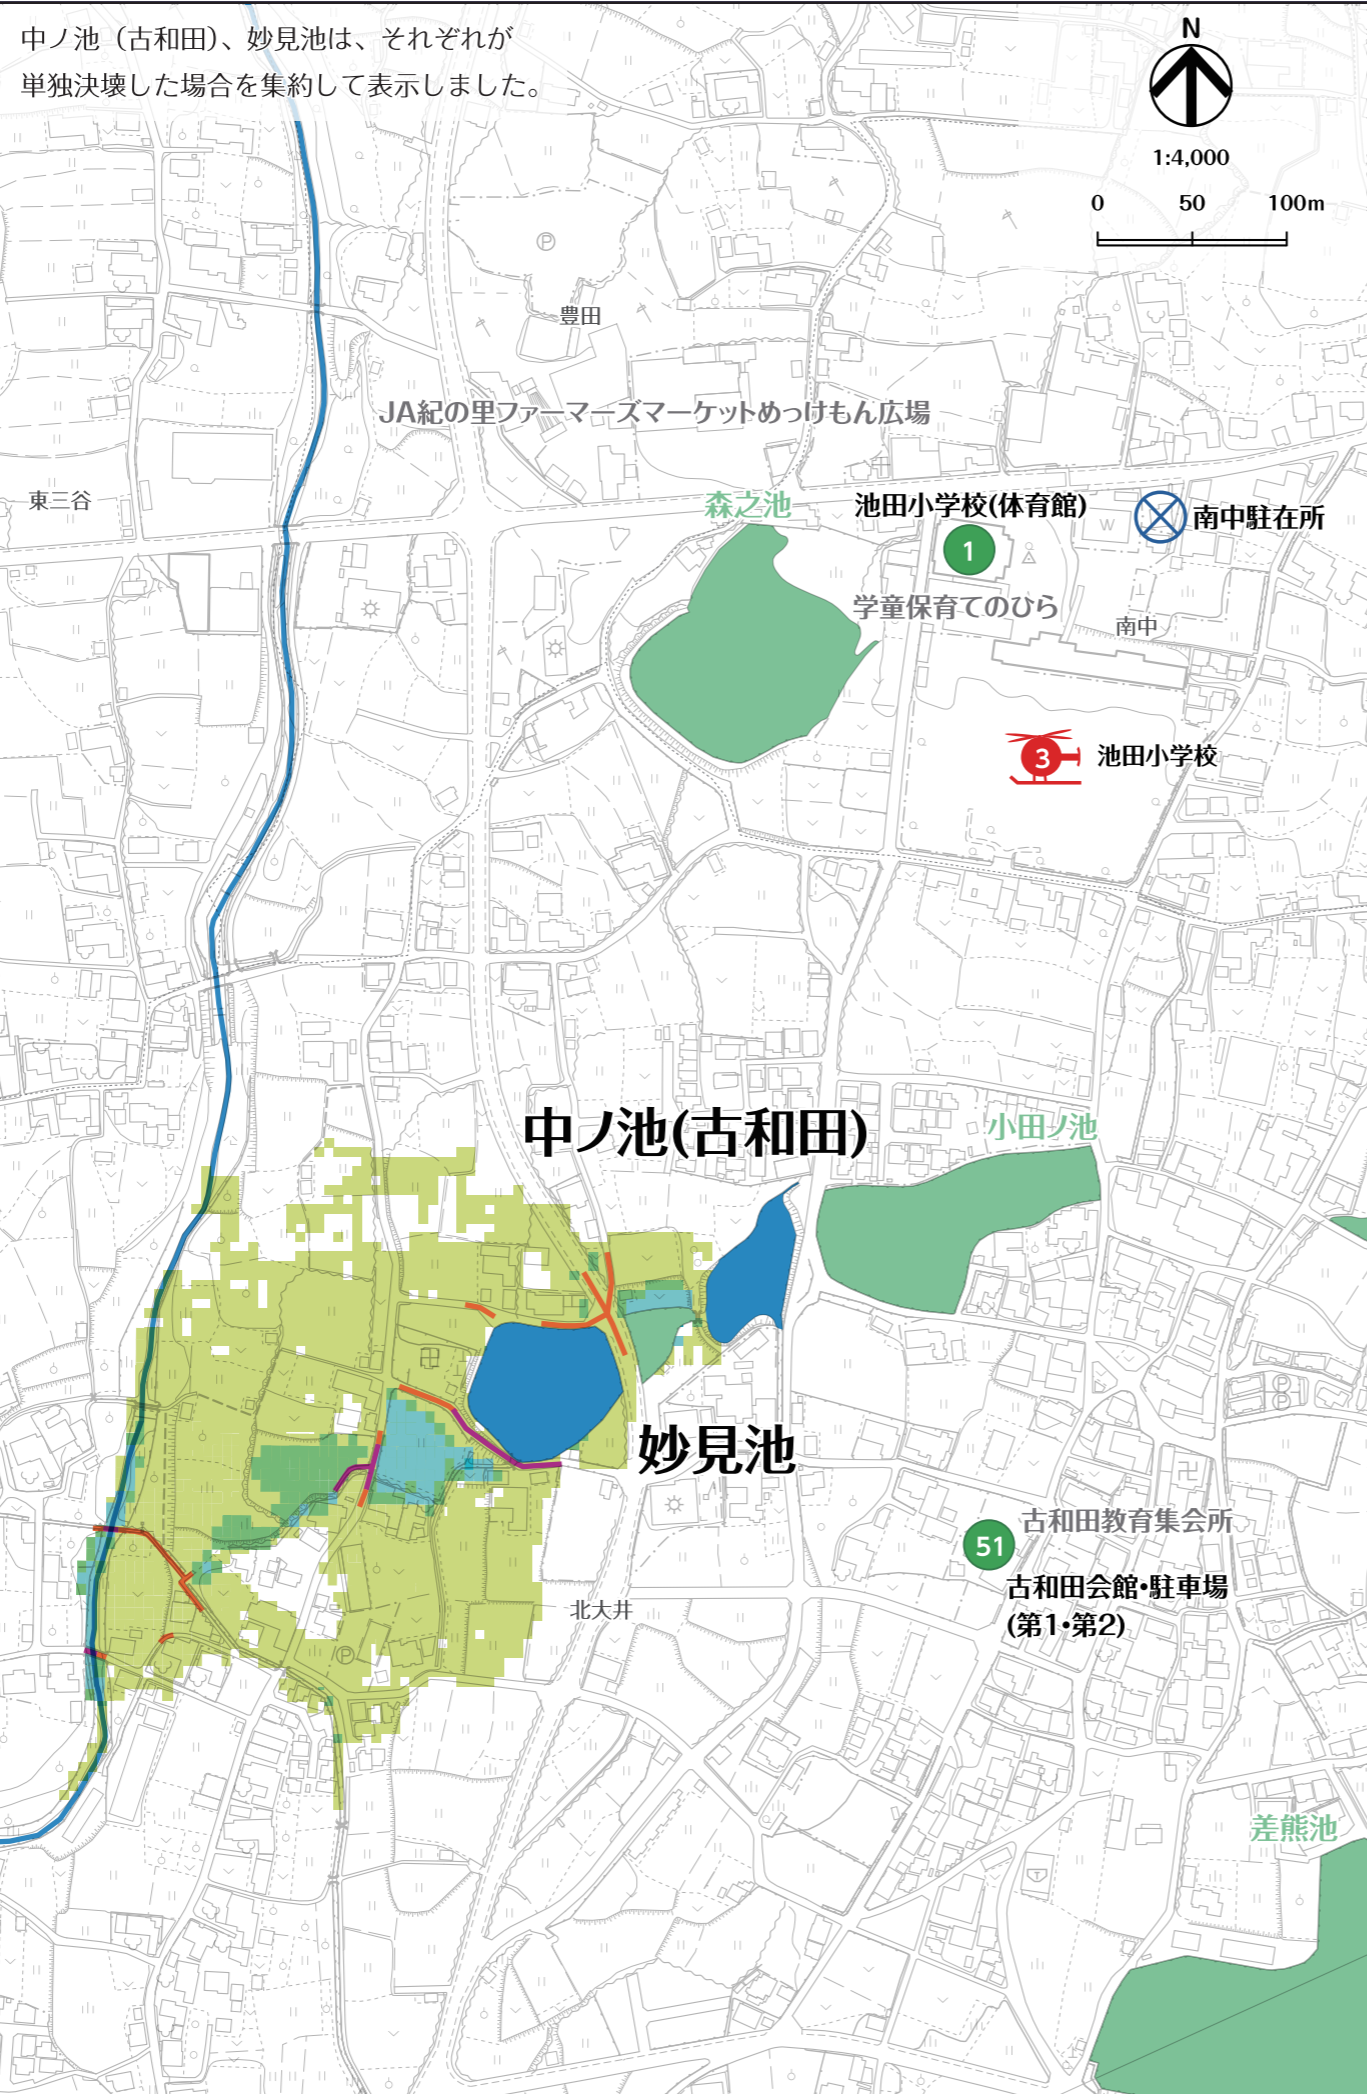 中ノ池（古和田）、妙見池は、それぞれが
単独決壊した場合を集約して表示しました。
N
1:4,000
0 50 100m
豊田
JA紀の里ファーマーズマーケットめっけもん広場
東三谷
森之池
池田小学校(体育館)
1
南中駐在所
学童保育てのひら
南中
3
池田小学校
中ノ池(古和田)
小田ノ池
妙見池
51
古和田教育集会所
古和田会館・駐車場
(第1・第2)
北大井
P
P
差熊池